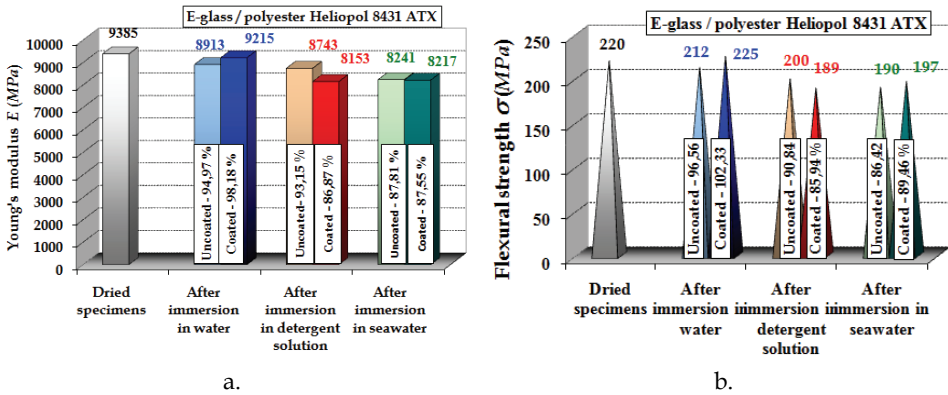 E-glass / polyester Heliopol 8431 ATX
Young's modulus E (MPa)
10000
9000
8000
7000
6000
5000
4000
3000
2000
1000
0
9385
8913
9215
8743
8153
8241
8217
Uncoated - 94,97 %
Coated - 98,18 %
Uncoated - 93,15 %
Coated - 86,87 %
Uncoated - 87,81 %
Coated - 87,55 %
Dried
specimens
After
immersion
in water
After
immersion
in detergent
solution
After
immersion
in seawater
a.
E-glass / polyester Heliopol 8431 ATX
Flexural strength σ (MPa)
250
200
150
100
50
0
220
212
225
200
189
190
197
Uncoated - 96,56
Coated - 102,33
Uncoated - 90,84
Coated - 85,94 %
Uncoated - 86,42
Coated - 89,46 %
Dried
specimens
After
immersion in
water
After
immersion in
detergent
solution
After
immersion in
seawater
b.